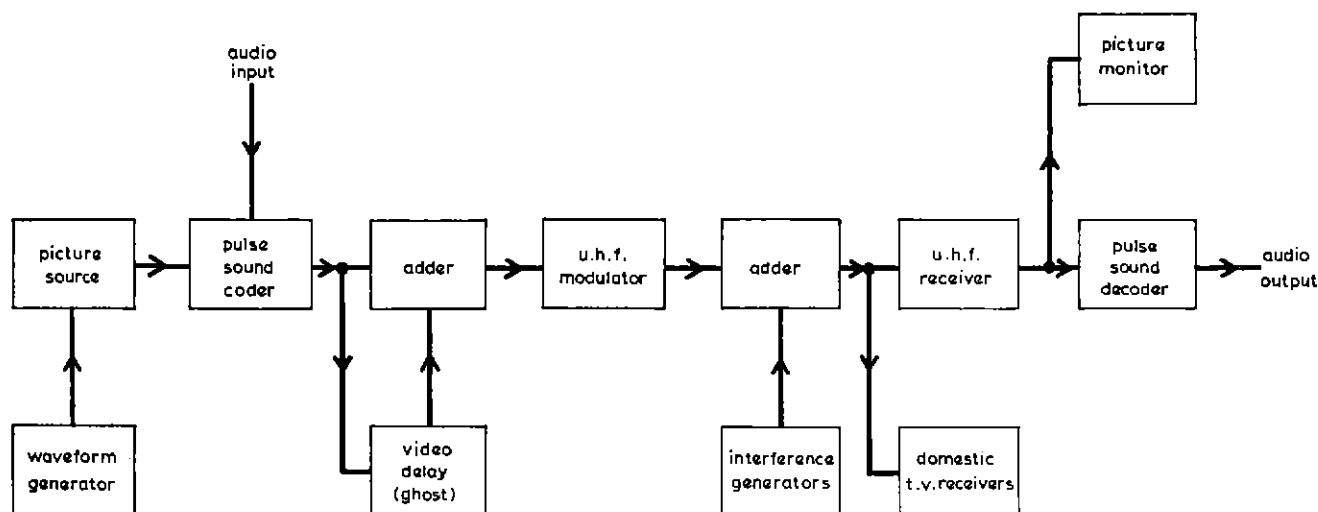 audio
input
picture
monitor
picture
source
pulse
sound
coder
adder
u.h.f.
modulator
adder
u.h.f.
receiver
pulse
sound
decoder
audio
output
waveform
generator
video
delay
(ghost)
interference
generators
domestic
t.v.receivers